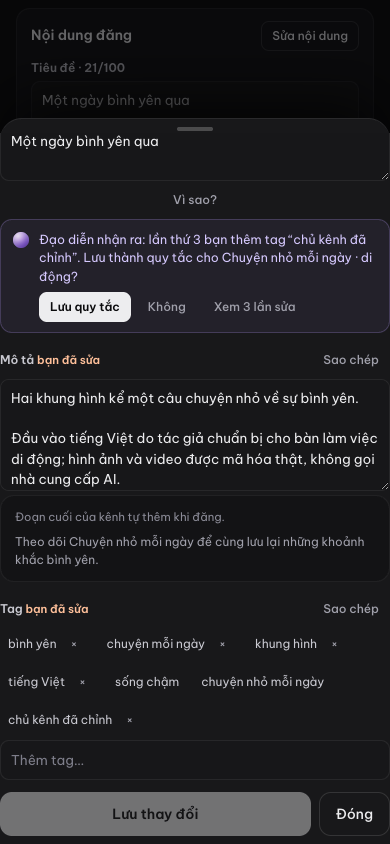 Nội dung đăng
Sửa nội dung
Tiêu đề · 21/100
Một ngày bình yên qua
Một ngày bình yên qua
Vì sao?
Đạo diễn nhận ra: lần thứ 3 bạn thêm tag “chủ kênh đã
chỉnh”. Lưu thành quy tắc cho Chuyện nhỏ mỗi ngày · di
động?
Lưu quy tắc
Không
Xem 3 lần sửa
Mô tả bạn đã sửa
Sao chép
Hai khung hình kể một câu chuyện nhỏ về sự bình yên.
Đầu vào tiếng Việt do tác giả chuẩn bị cho bàn làm việc
di động; hình ảnh và video được mã hóa thật, không gọi
nhà cung cấp AI.
Đoạn cuối của kênh tự thêm khi đăng.
Theo dõi Chuyện nhỏ mỗi ngày để cùng lưu lại những khoảnh
khắc bình yên.
Tag bạn đã sửa
Sao chép
bình yên × chuyện mỗi ngày × khung hình ×
tiếng Việt × sống chậm chuyện nhỏ mỗi ngày
chủ kênh đã chỉnh ×
Thêm tag...
Lưu thay đổi
Đóng